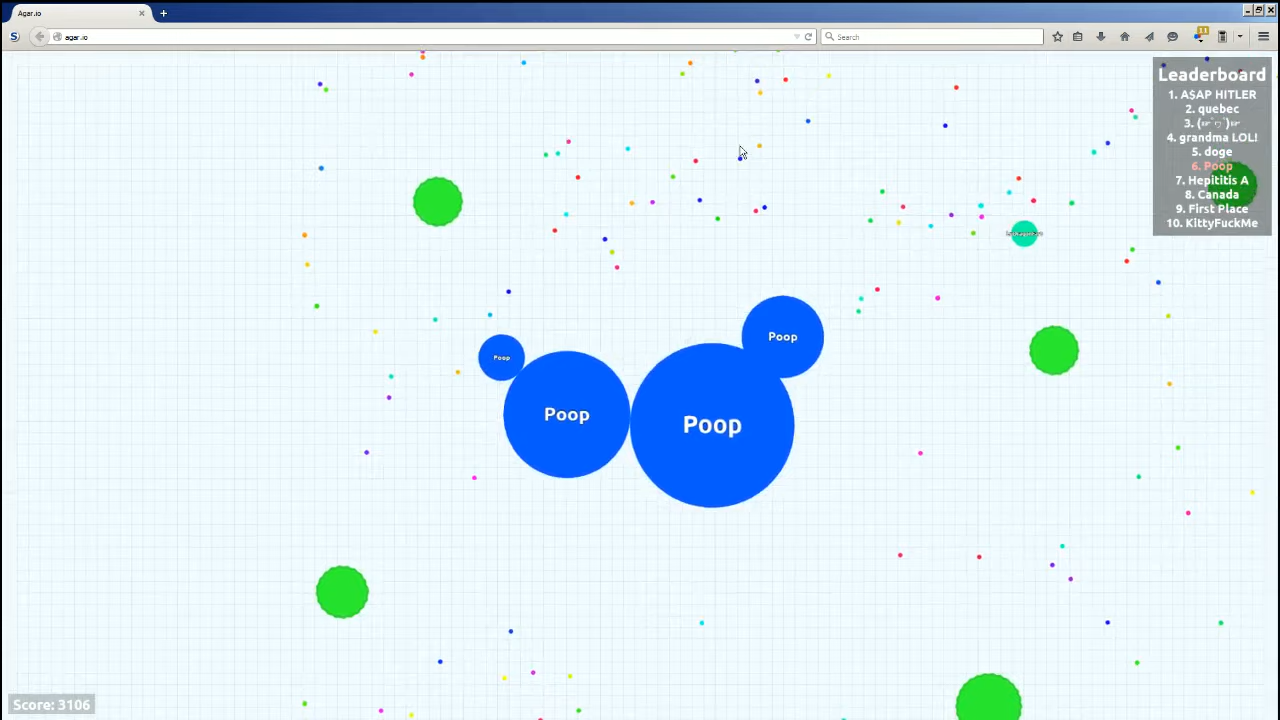 Agar.io
agar.io
Search
11
Leaderboard
1. A$AP HITLER
2. quebec
4. grandma LOL!
5. doge
6. Poop
7. Hepititis A
8. Canada
9. First Place
10. KittyFuckMe
Poop
Poop
Poop
Poop
Score: 3106